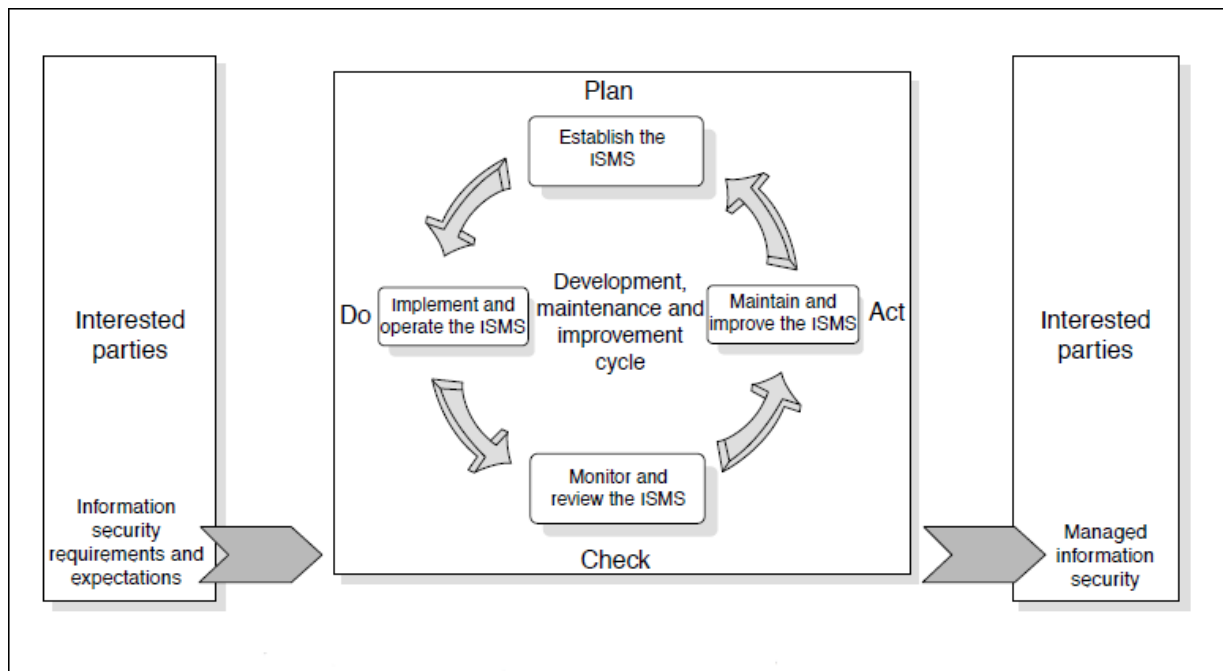 Interested
parties
Information
security
requirements and
expectations
Plan
Establish the
ISMS
Do
Implement and
operate the ISMS
Development,
maintenance and
improvement
cycle
Maintain and
improve the ISMS
Act
Monitor and
review the ISMS
Check
Interested
parties
Managed
information
security